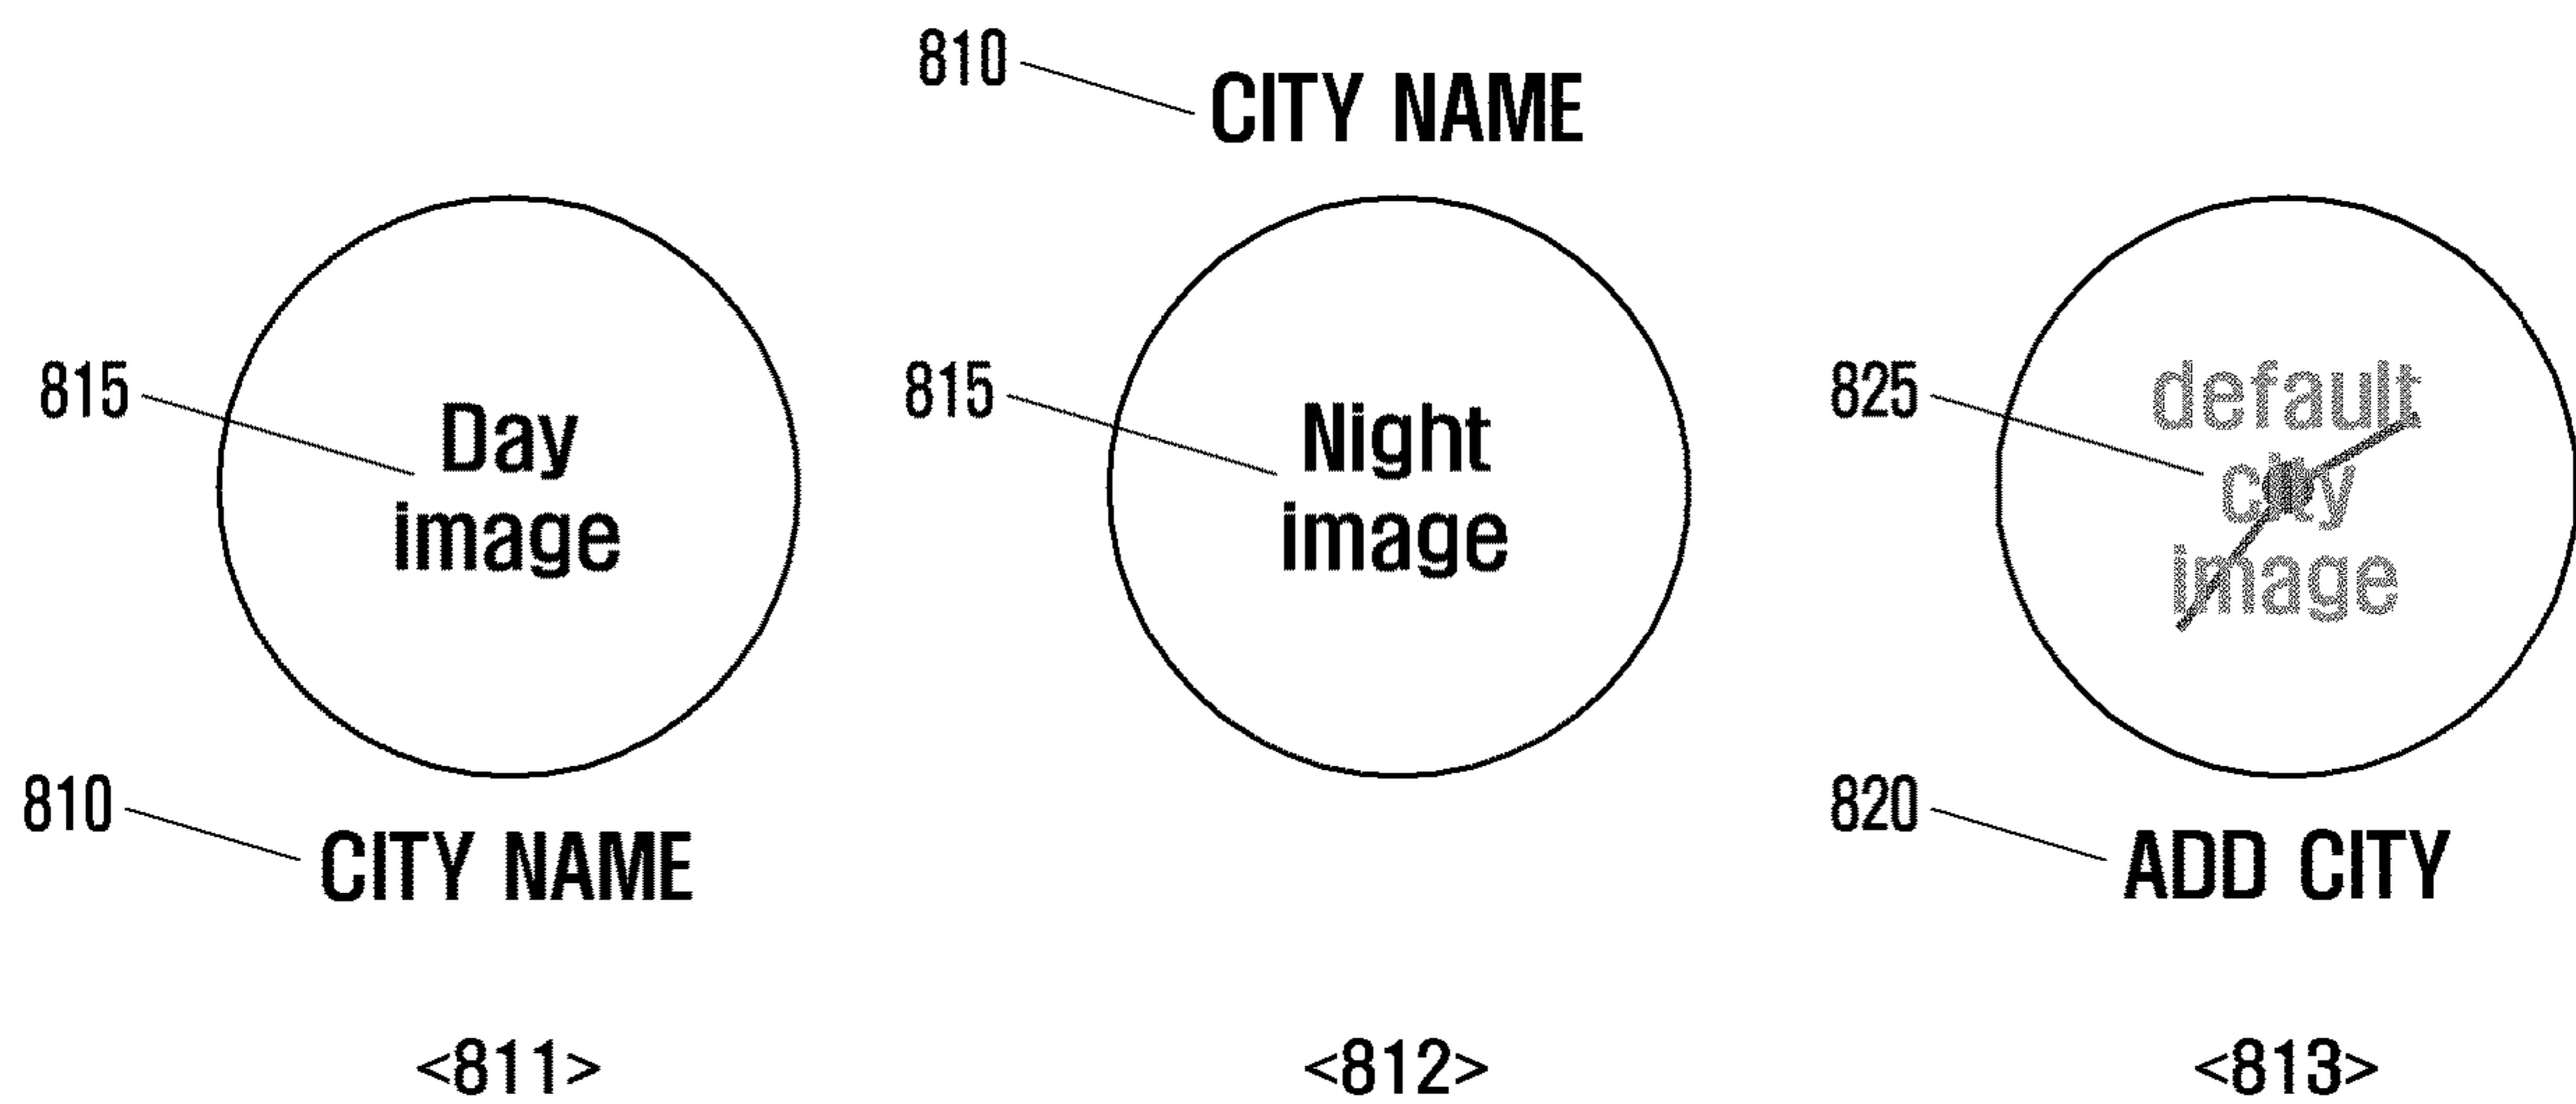 810
CITY NAME
815
Day
image
810
CITY NAME
<811>
815
Night
image
<812>
825
default
city
image
820
ADD CITY
<813>